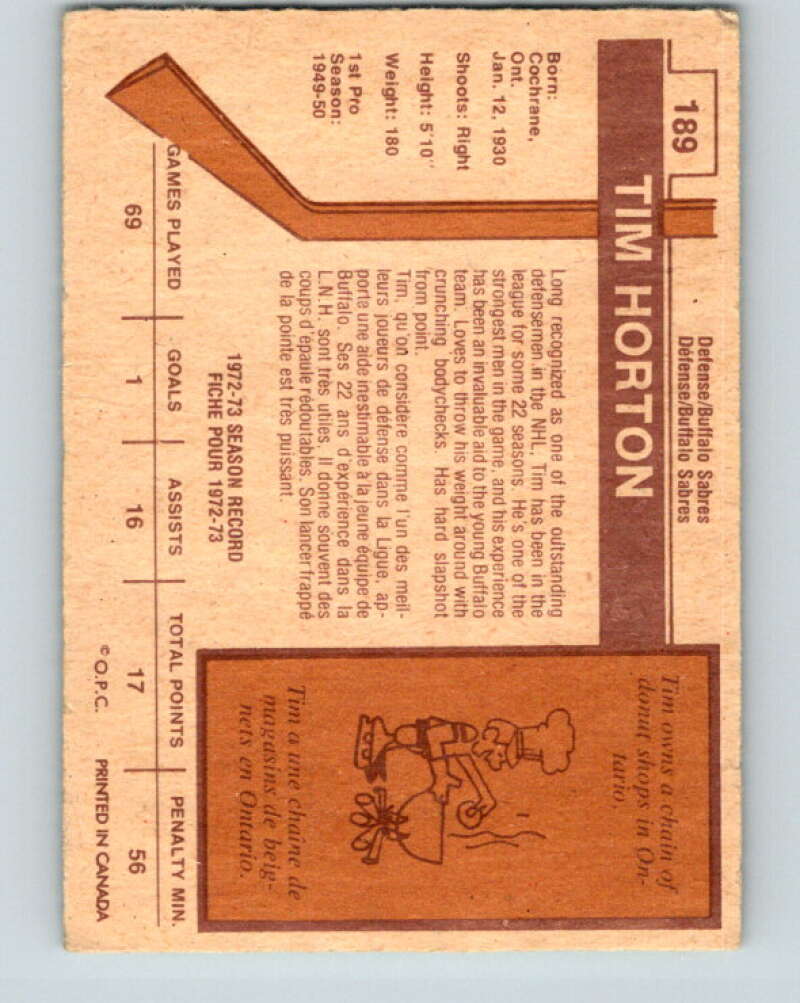 189
Defense/Buffalo Sabres
Défense/Buffalo Sabres
TIM HORTON
Born:
Cochrane,
Ont.
Jan. 12, 1930
Shoots: Right
Height: 5'10"
Weight: 180
1st Pro
Season:
1949-50
Long recognized as one of the outstanding
defensemen in the NHL, Tim has been in the
league for some 22 seasons. He's one of the
strongest men in the game, and his experience
has been an invaluable aid to the young Buffalo
team. Loves to throw his weight around with
crunching bodychecks. Has hard slapshot
from point.
Tim, qu'on considère comme l'un des meil-
leurs joueurs de défense dans la Ligue, ap-
porte une aide inestimable à la jeune équipe de
Buffalo. Ses 22 ans d'expérience dans la
L.N.H. sont très utiles. Il donne souvent des
coups d'épaule rédoutables. Son lancer frappé
de la pointe est très puissant.
Tim owns a chain of
donut shops in On-
tario.
Tim a une chaîne de
magasins de beig-
nets en Ontario.
1972-73 SEASON RECORD
FICHE POUR 1972-73
GAMES PLAYED GOALS ASSISTS TOTAL POINTS PENALTY MIN.
69 1 16 17 56
© O.P.C. PRINTED IN CANADA